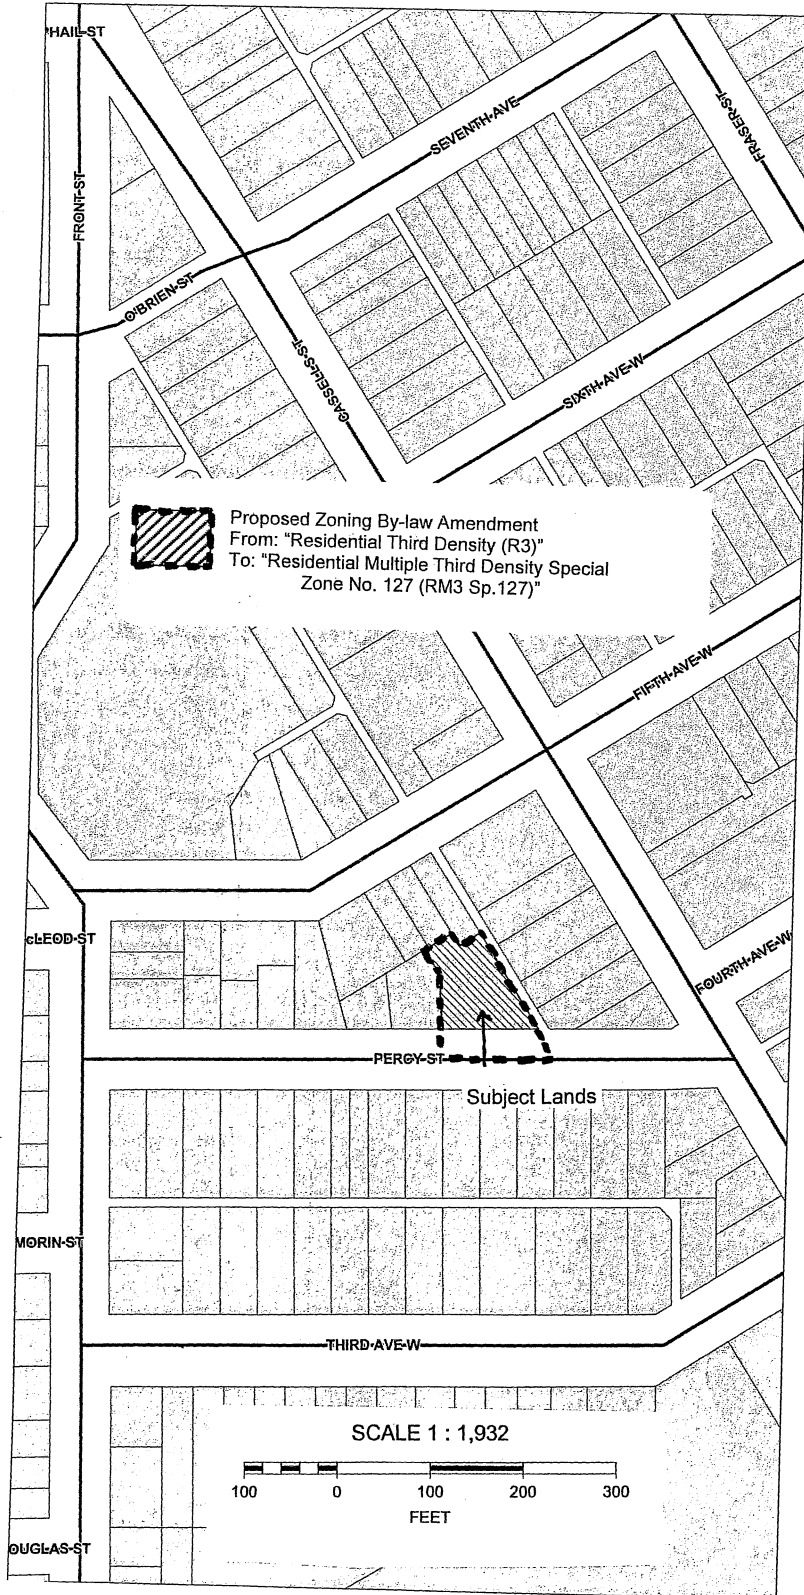 PHAIL ST
SEVENTH AVE
FRASER ST
FRONT ST
O'BRIEN ST
CASSELLS ST
SIXTH AVE W
Proposed Zoning By-law Amendment
From: “Residential Third Density (R3)”
To: “Residential Multiple Third Density Special
Zone No. 127 (RM3 Sp.127)”
FIFTH AVE W
cLEOD ST
FOURTH AVE W
PERCY ST
Subject Lands
MORIN ST
THIRD AVE W
SCALE 1 : 1,932
100 0 100 200 300
FEET
OUGLAS ST